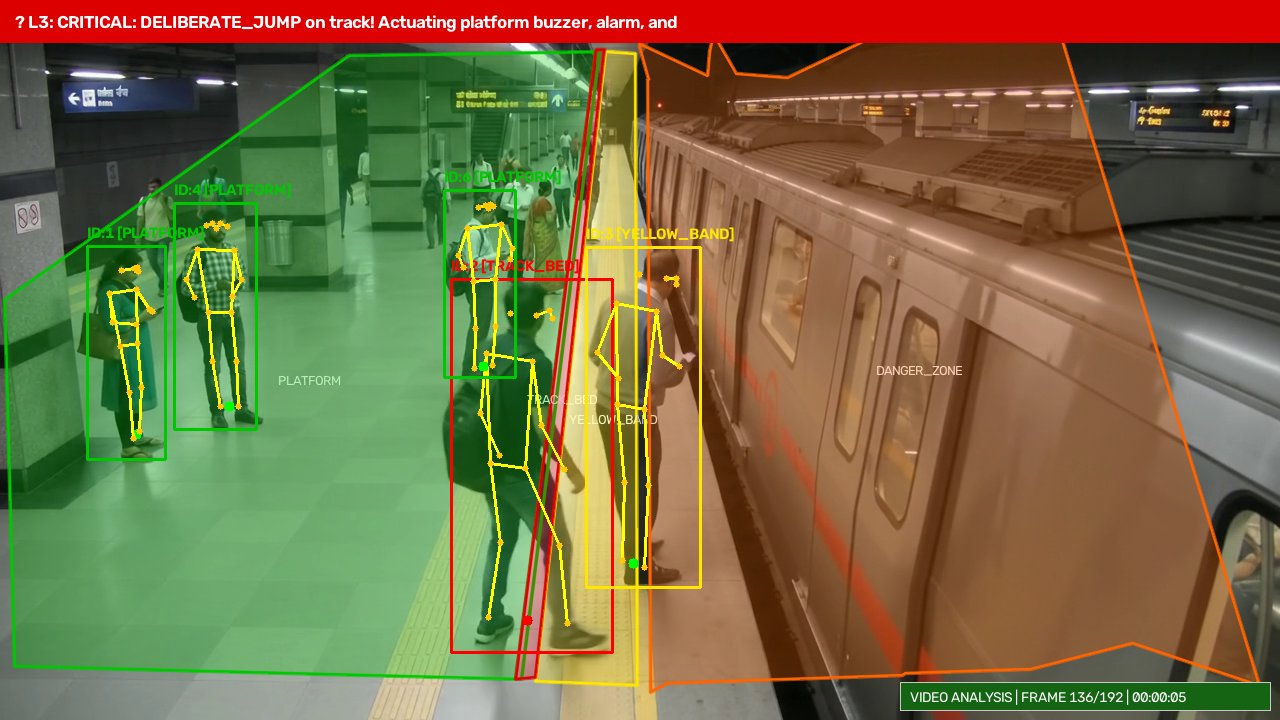 ? L3: CRITICAL: DELIBERATE_JUMP on track! Actuating platform buzzer, alarm, and
ID:4 [PLATFORM]
ID:6 [PLATFORM]
ID:1 [PLATFORM]
ID:3 [YELLOW_BAND]
ID:2 [TRACK_BED]
DANGER_ZONE
PLATFORM
TRACK_BED
YELLOW_BAND
VIDEO ANALYSIS | FRAME 136/192 | 00:00:05